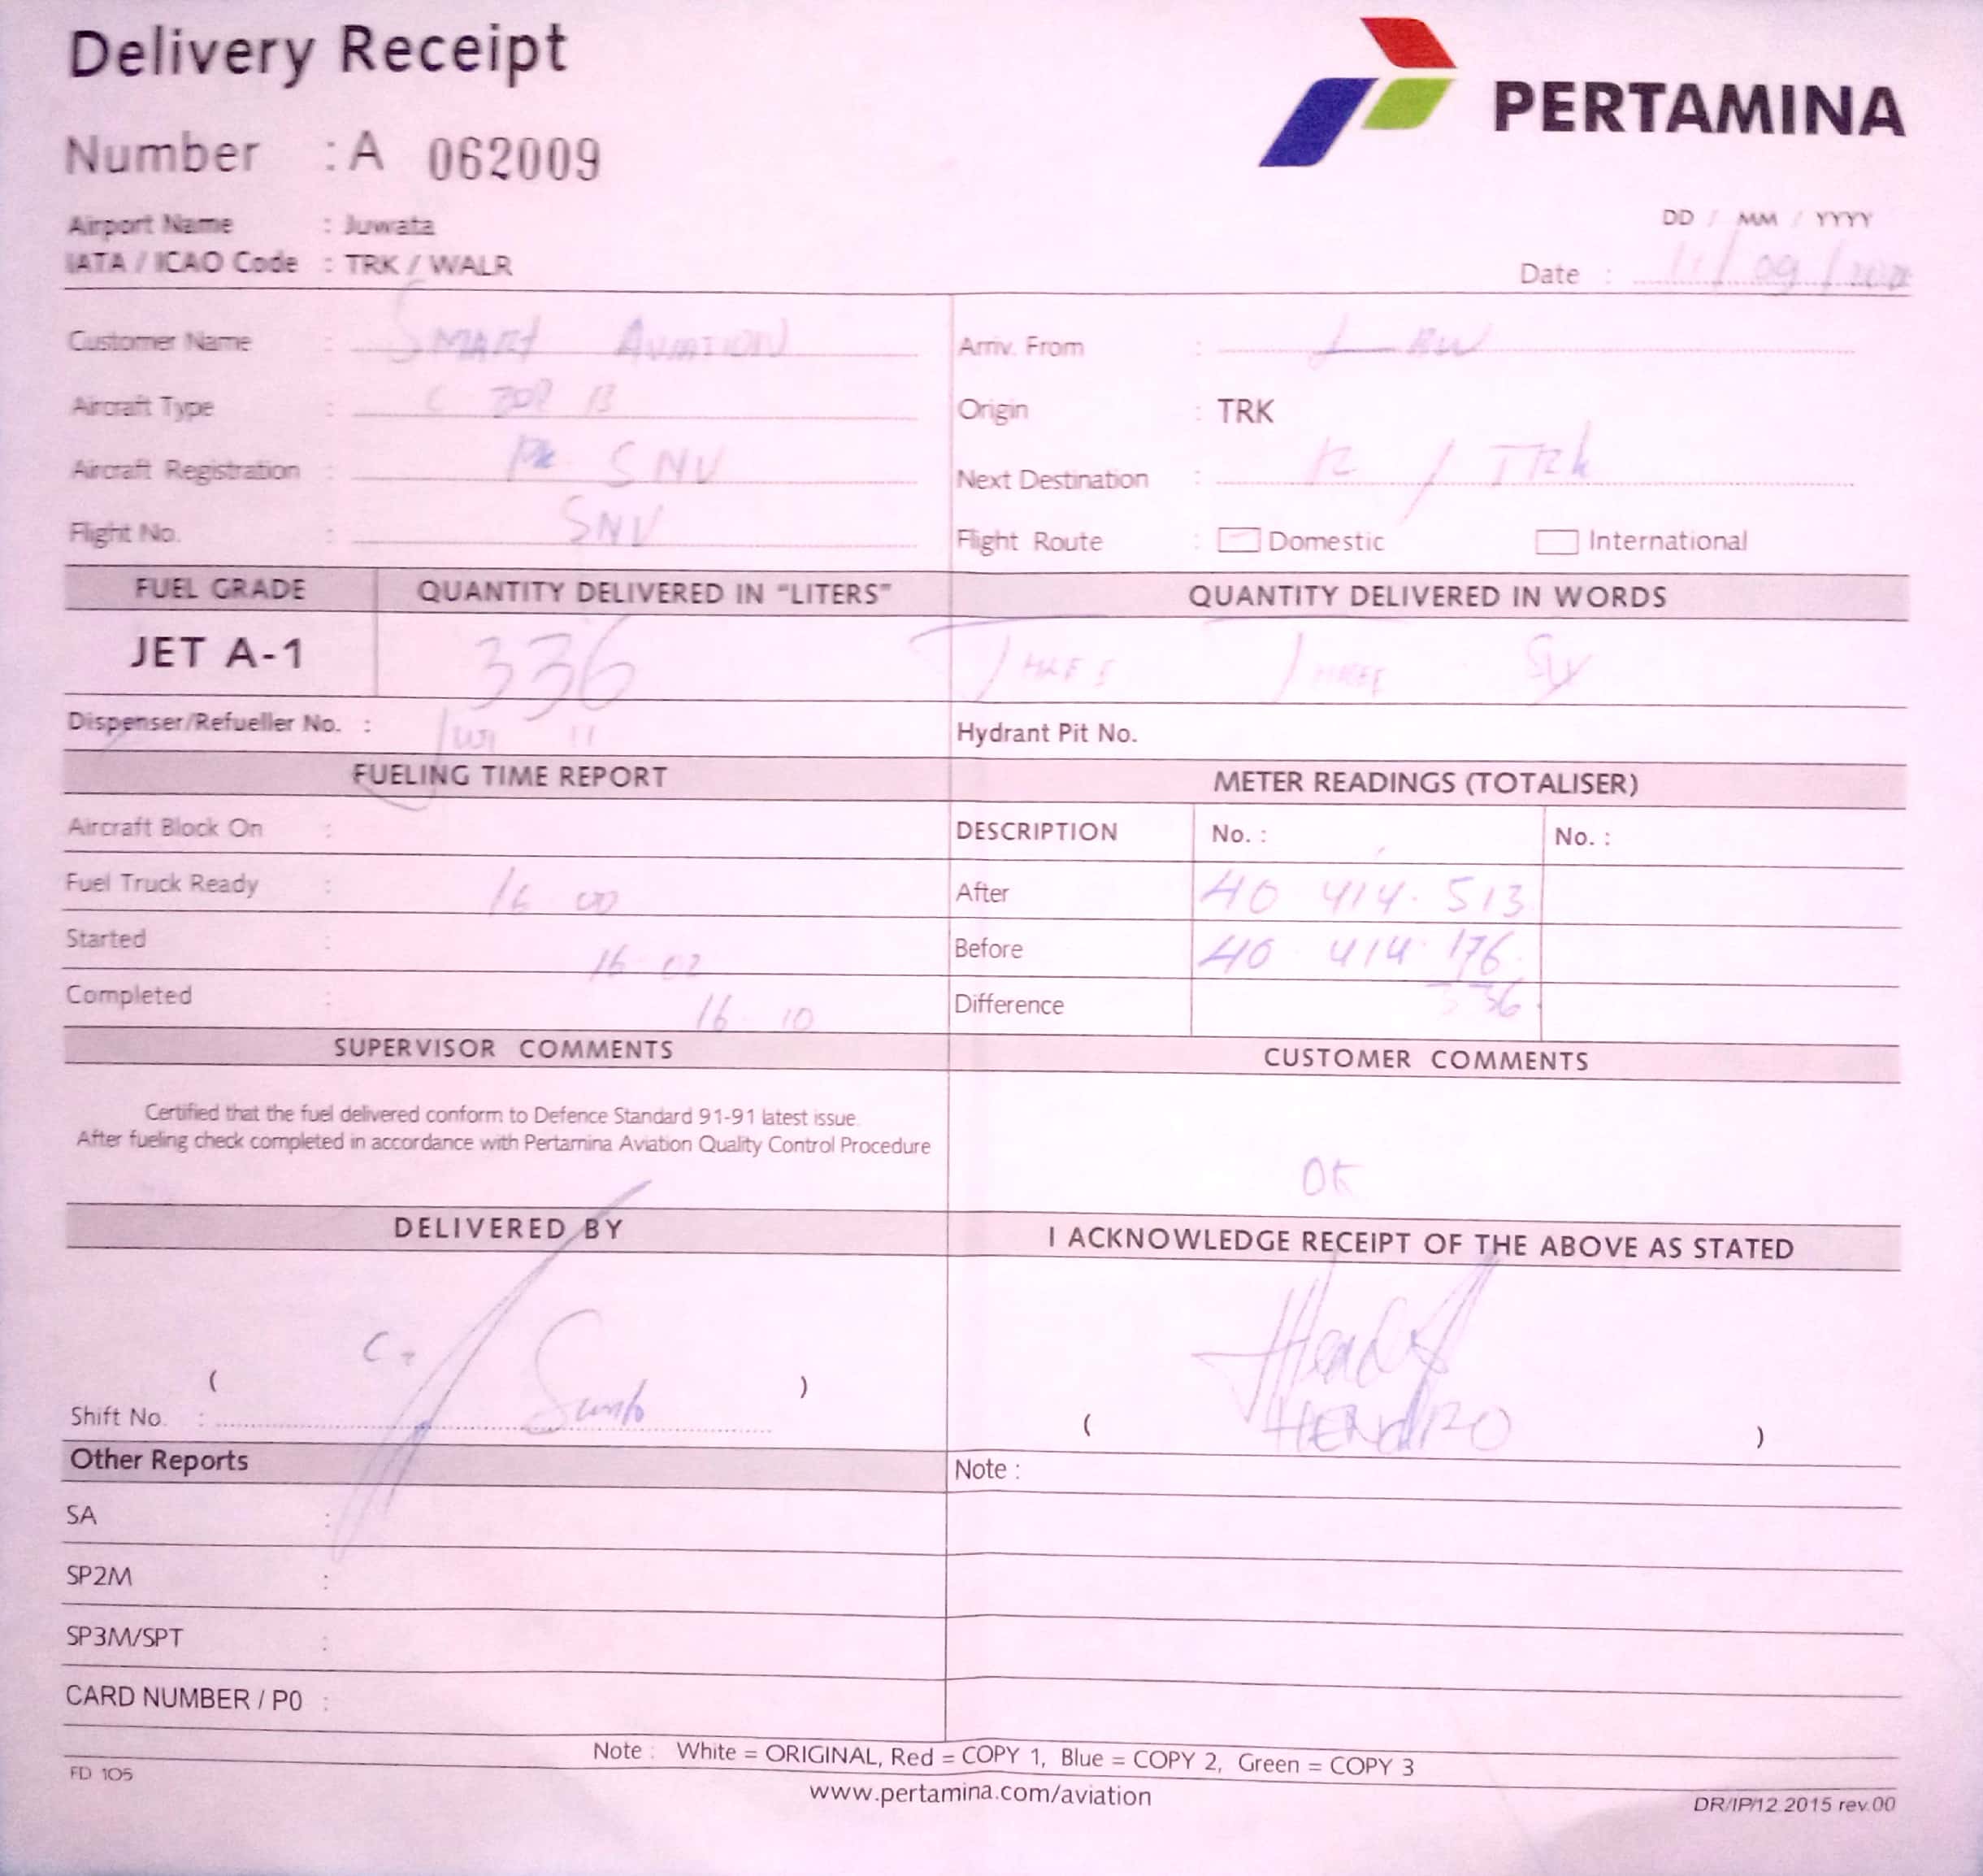 Delivery Receipt
PERTAMINA
Number : A 062009
Airport Name : Juwata
IATA / ICAO Code : TRK / WALR
DD / MM / YYYY
Date : 11/09/
Customer Name : SMART AVIATION
Arriv. From : LBW
Aircraft Type : C 208 B
Origin : TRK
Aircraft Registration : PK SNV
Next Destination : / TRK
Flight No. : SNV
Flight Route : Domestic International
FUEL GRADE QUANTITY DELIVERED IN "LITERS" QUANTITY DELIVERED IN WORDS
JET A-1 336 THREE THREE SIX
Dispenser/Refueller No. : 11
Hydrant Pit No.
FUELING TIME REPORT METER READINGS (TOTALISER)
Aircraft Block On :
DESCRIPTION No. : No. :
Fuel Truck Ready : 16 00
After 40 414. 513
Started : 16 02
Before 40 414 176.
Completed : 16 10
Difference 336
SUPERVISOR COMMENTS CUSTOMER COMMENTS
Certified that the fuel delivered conform to Defence Standard 91-91 latest issue.
After fueling check completed in accordance with Pertamina Aviation Quality Control Procedure
OK
DELIVERED BY I ACKNOWLEDGE RECEIPT OF THE ABOVE AS STATED
( )
Shift No. :
( HENDRO )
Other Reports
Note :
SA :
SP2M :
SP3M/SPT :
CARD NUMBER / P0 :
Note : White = ORIGINAL, Red = COPY 1, Blue = COPY 2, Green = COPY 3
FD 105
www.pertamina.com/aviation
DR/IP/12.2015 rev.00